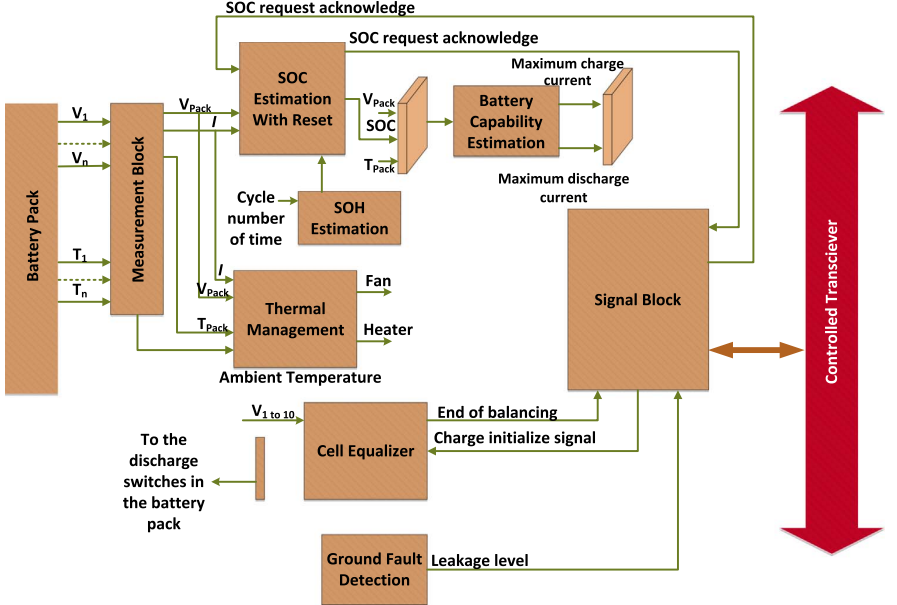 SOC request acknowledge
SOC request acknowledge
SOC
Estimation
With Reset
Maximum charge
current
V1
Vn
T1
Tn
Battery Pack
Measurement Block
VPack
I
VPack
SOC
TPack
Battery
Capability
Estimation
Maximum discharge
current
Cycle
number
of time
SOH
Estimation
I
VPack
TPack
Thermal
Management
Fan
Heater
Ambient Temperature
Signal Block
Controlled Transciever
V1 to 10
Cell Equalizer
End of balancing
Charge initialize signal
To the
discharge
switches in
the battery
pack
Ground Fault
Detection
Leakage level